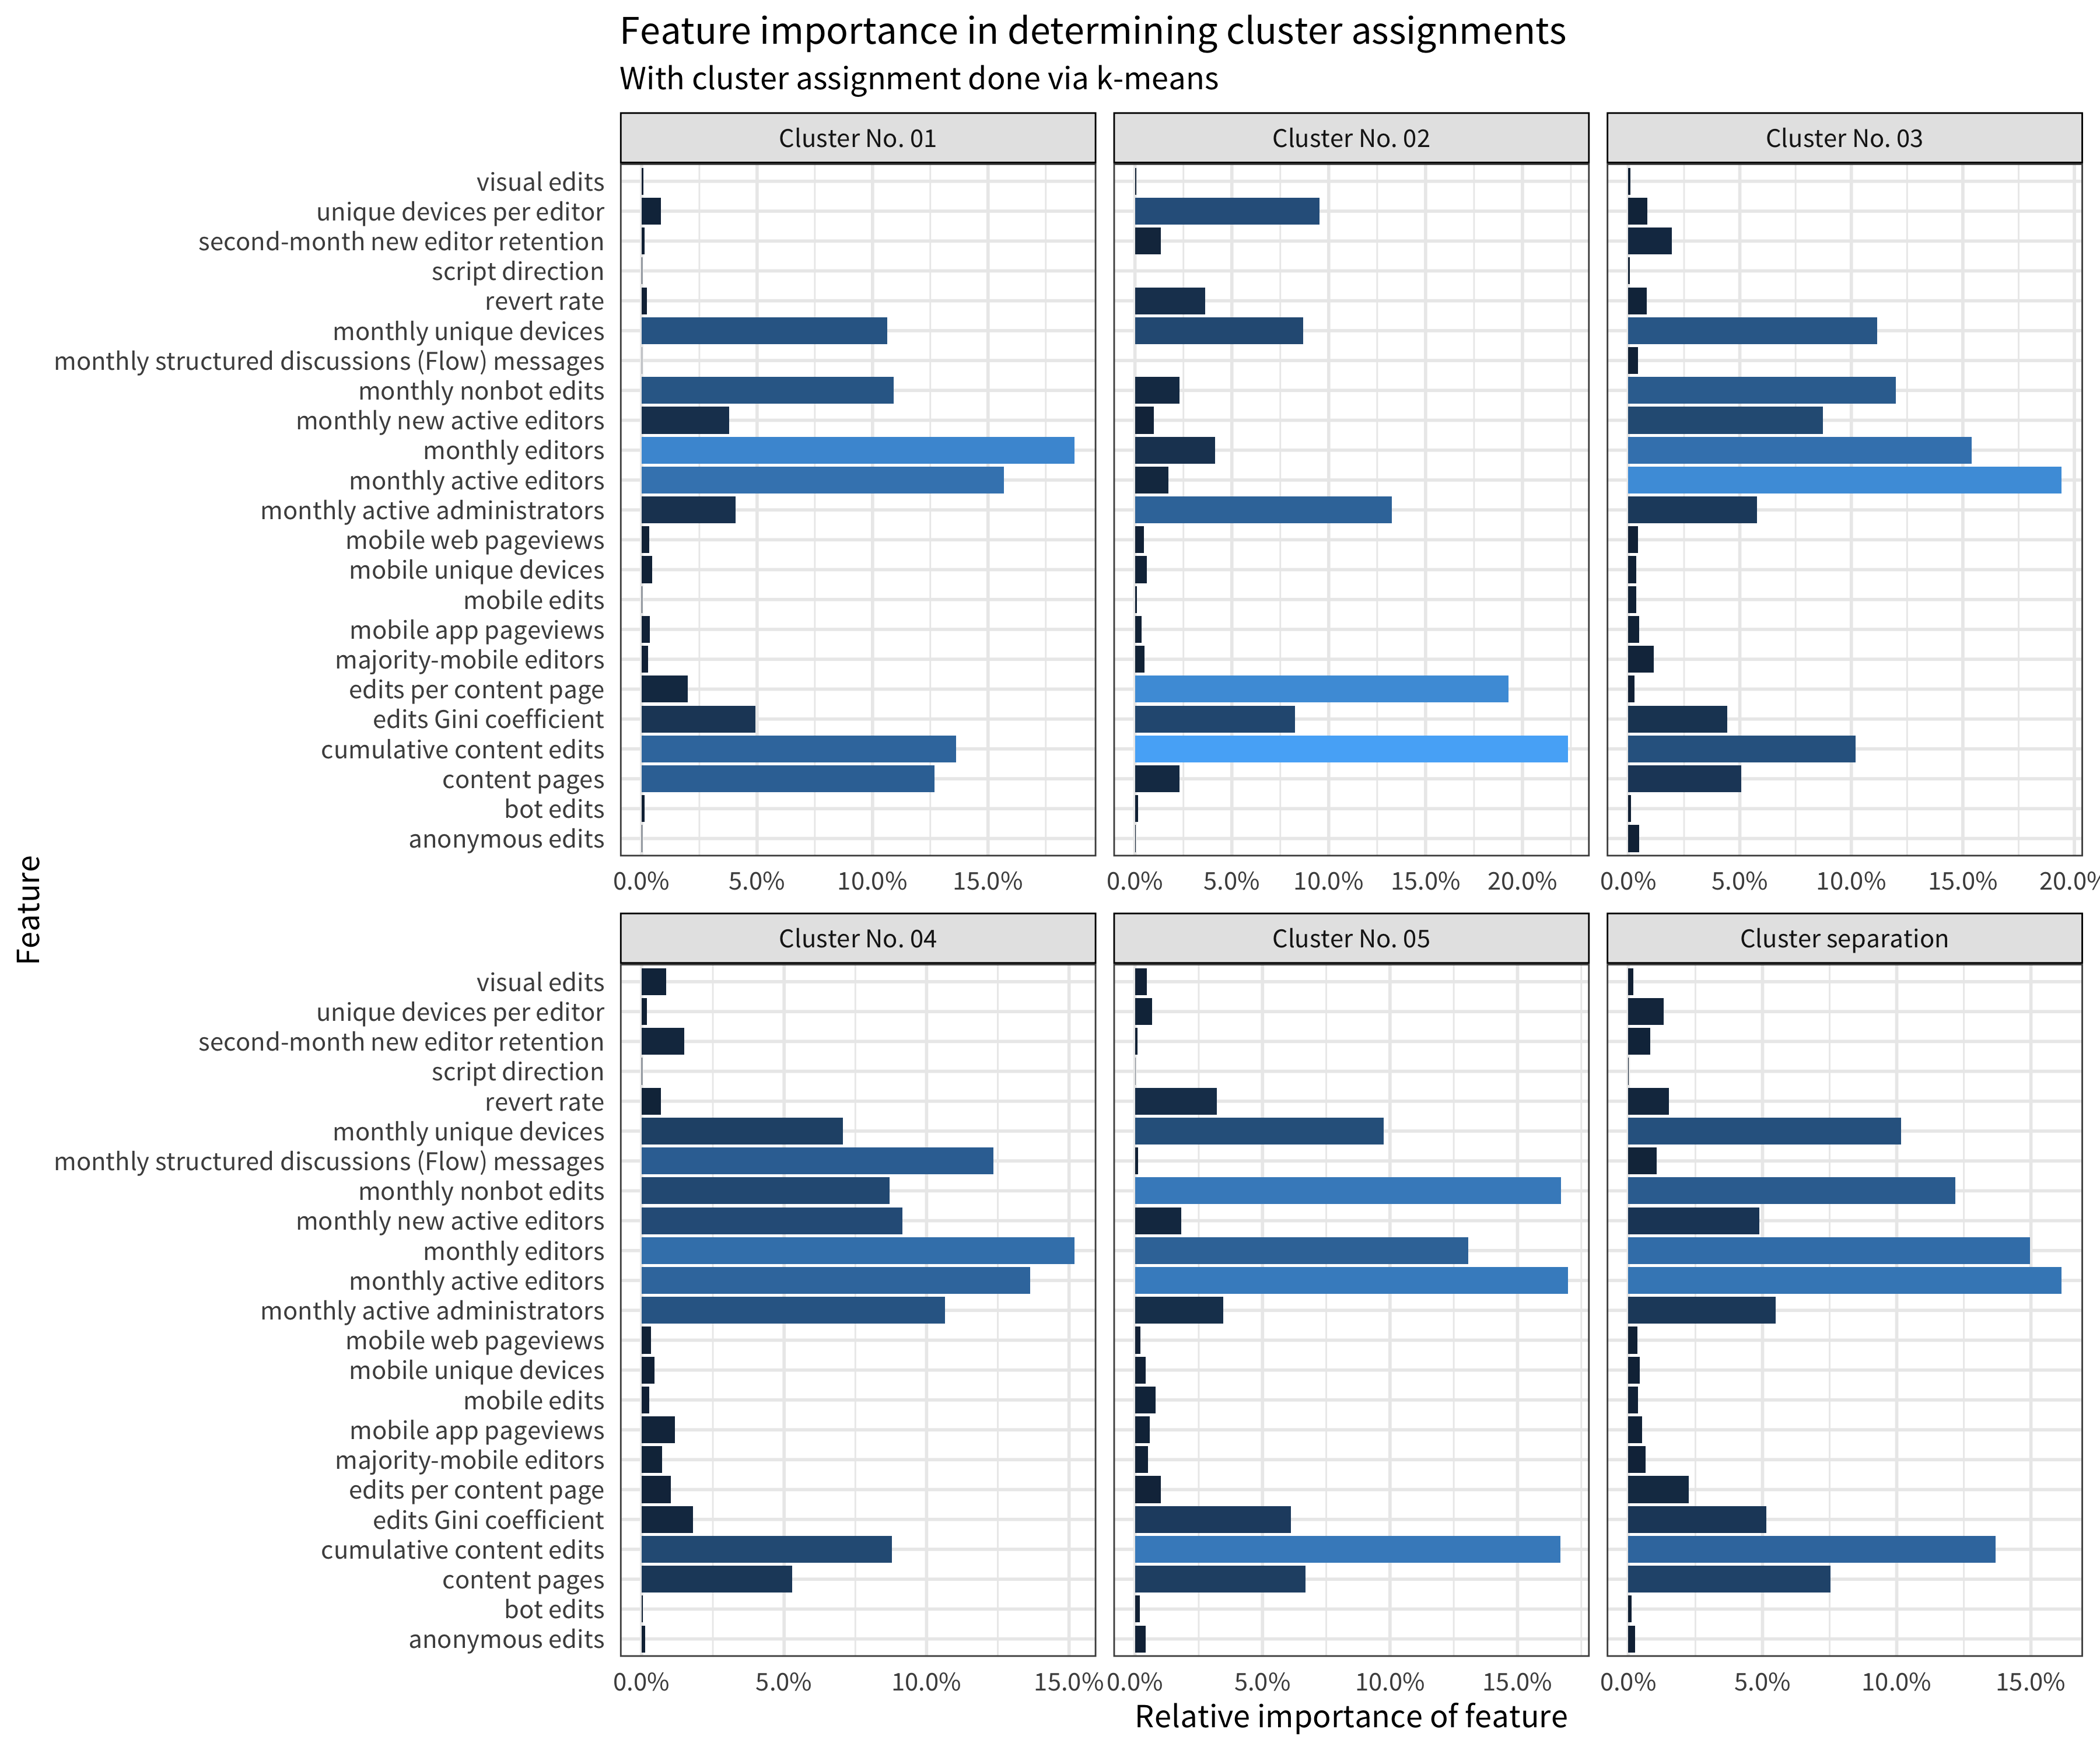 Feature importance in determining cluster assignments
With cluster assignment done via k-means
Cluster No. 01
Cluster No. 02
Cluster No. 03
visual edits
unique devices per editor
second-month new editor retention
script direction
revert rate
monthly unique devices
monthly structured discussions (Flow) messages
monthly nonbot edits
monthly new active editors
monthly editors
monthly active editors
monthly active administrators
mobile web pageviews
mobile unique devices
mobile edits
mobile app pageviews
majority-mobile editors
edits per content page
edits Gini coefficient
cumulative content edits
content pages
bot edits
anonymous edits
0.0% 5.0% 10.0% 15.0%
0.0% 5.0% 10.0% 15.0% 20.0%
0.0% 5.0% 10.0% 15.0% 20.0%
Feature
Cluster No. 04
Cluster No. 05
Cluster separation
visual edits
unique devices per editor
second-month new editor retention
script direction
revert rate
monthly unique devices
monthly structured discussions (Flow) messages
monthly nonbot edits
monthly new active editors
monthly editors
monthly active editors
monthly active administrators
mobile web pageviews
mobile unique devices
mobile edits
mobile app pageviews
majority-mobile editors
edits per content page
edits Gini coefficient
cumulative content edits
content pages
bot edits
anonymous edits
0.0% 5.0% 10.0% 15.0%
0.0% 5.0% 10.0% 15.0%
0.0% 5.0% 10.0% 15.0%
Relative importance of feature